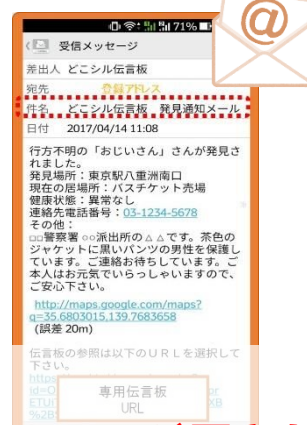 71%
受信メッセージ
差出人 どこシル伝言板
宛先 登録アドレス
件名 どこシル伝言板 発見通知メール
日付 2017/04/14 11:08
行方不明の「おじいさん」さんが発見さ
れました。
発見場所:東京駅八重洲南口
現在の居場所:バスチケット売場
健康状態:異常なし
連絡先電話番号:03-1234-5678
その他:
□□警察署○○派出所の△△です。茶色の
ジャケットに黒いパンツの男性を保護し
ています。ご連絡お待ちしています。ご
本人はお元気でいらっしゃいますので、
ご安心下さい。
http://maps.google.com/maps?
q=35.6803015,139.7683658
(誤差 20m)
伝言板の参照は以下のURLを選択して
下さい。
専用伝言板
URL